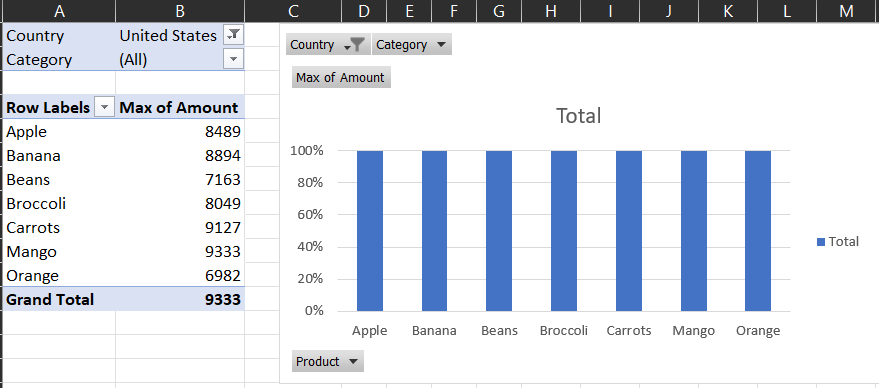 A B C D E F G H I J K L M
Country United States
Category (All)
Row Labels Max of Amount
Apple 8489
Banana 8894
Beans 7163
Broccoli 8049
Carrots 9127
Mango 9333
Orange 6982
Grand Total 9333
Country Category
Max of Amount
Total
100%
80%
60%
40%
20%
0%
Apple Banana Beans Broccoli Carrots Mango Orange
Total
Product